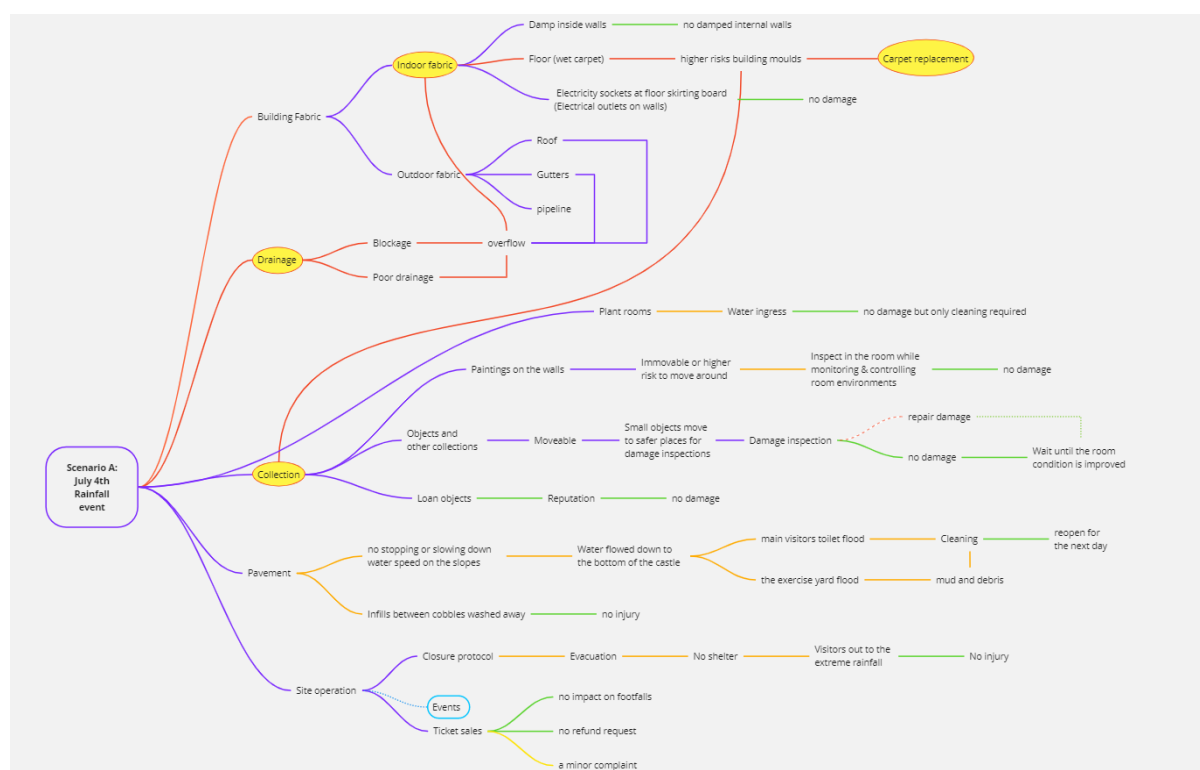 Damp inside walls
no damped internal walls
Indoor fabric
Floor (wet carpet)
higher risks building moulds
Carpet replacement
Electricity sockets at floor skirting board
(Electrical outlets on walls)
no damage
Building Fabric
Roof
Outdoor fabric
Gutters
pipeline
Blockage
overflow
Drainage
Poor drainage
Plant rooms
Water ingress
no damage but only cleaning required
Paintings on the walls
Immovable or higher
risk to move around
Inspect in the room while
monitoring & controlling
room environments
no damage
Scenario A:
July 4th
Rainfall
event
Objects and
other collections
Moveable
Small objects move
to safer places for
damage inspections
Damage inspection
repair damage
no damage
Wait until the room
condition is improved
Collection
Loan objects
Reputation
no damage
Pavement
no stopping or slowing down
water speed on the slopes
Water flowed down to
the bottom of the castle
main visitors toilet flood
Cleaning
reopen for
the next day
the exercise yard flood
mud and debris
Infills between cobbles washed away
no injury
Site operation
Closure protocol
Evacuation
No shelter
Visitors out to the
extreme rainfall
No injury
Events
Ticket sales
no impact on footfalls
no refund request
a minor complaint